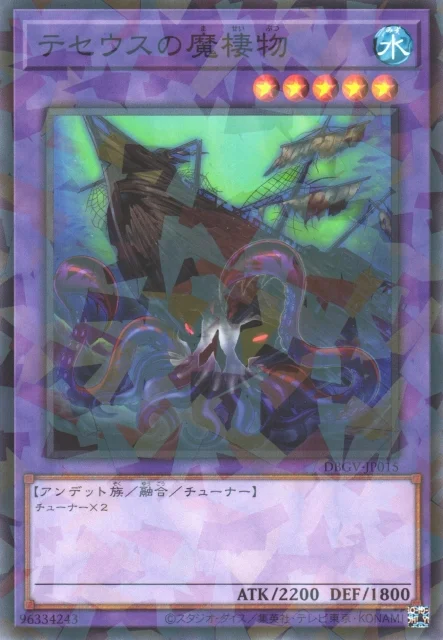 テセウスの魔棲物
水
DBGV-JP015
【アンデット族/融合/チューナー】
チューナー×2
ATK/2200 DEF/1800
96334243
©スタジオ・ダイス/集英社・テレビ東京・KONAMI